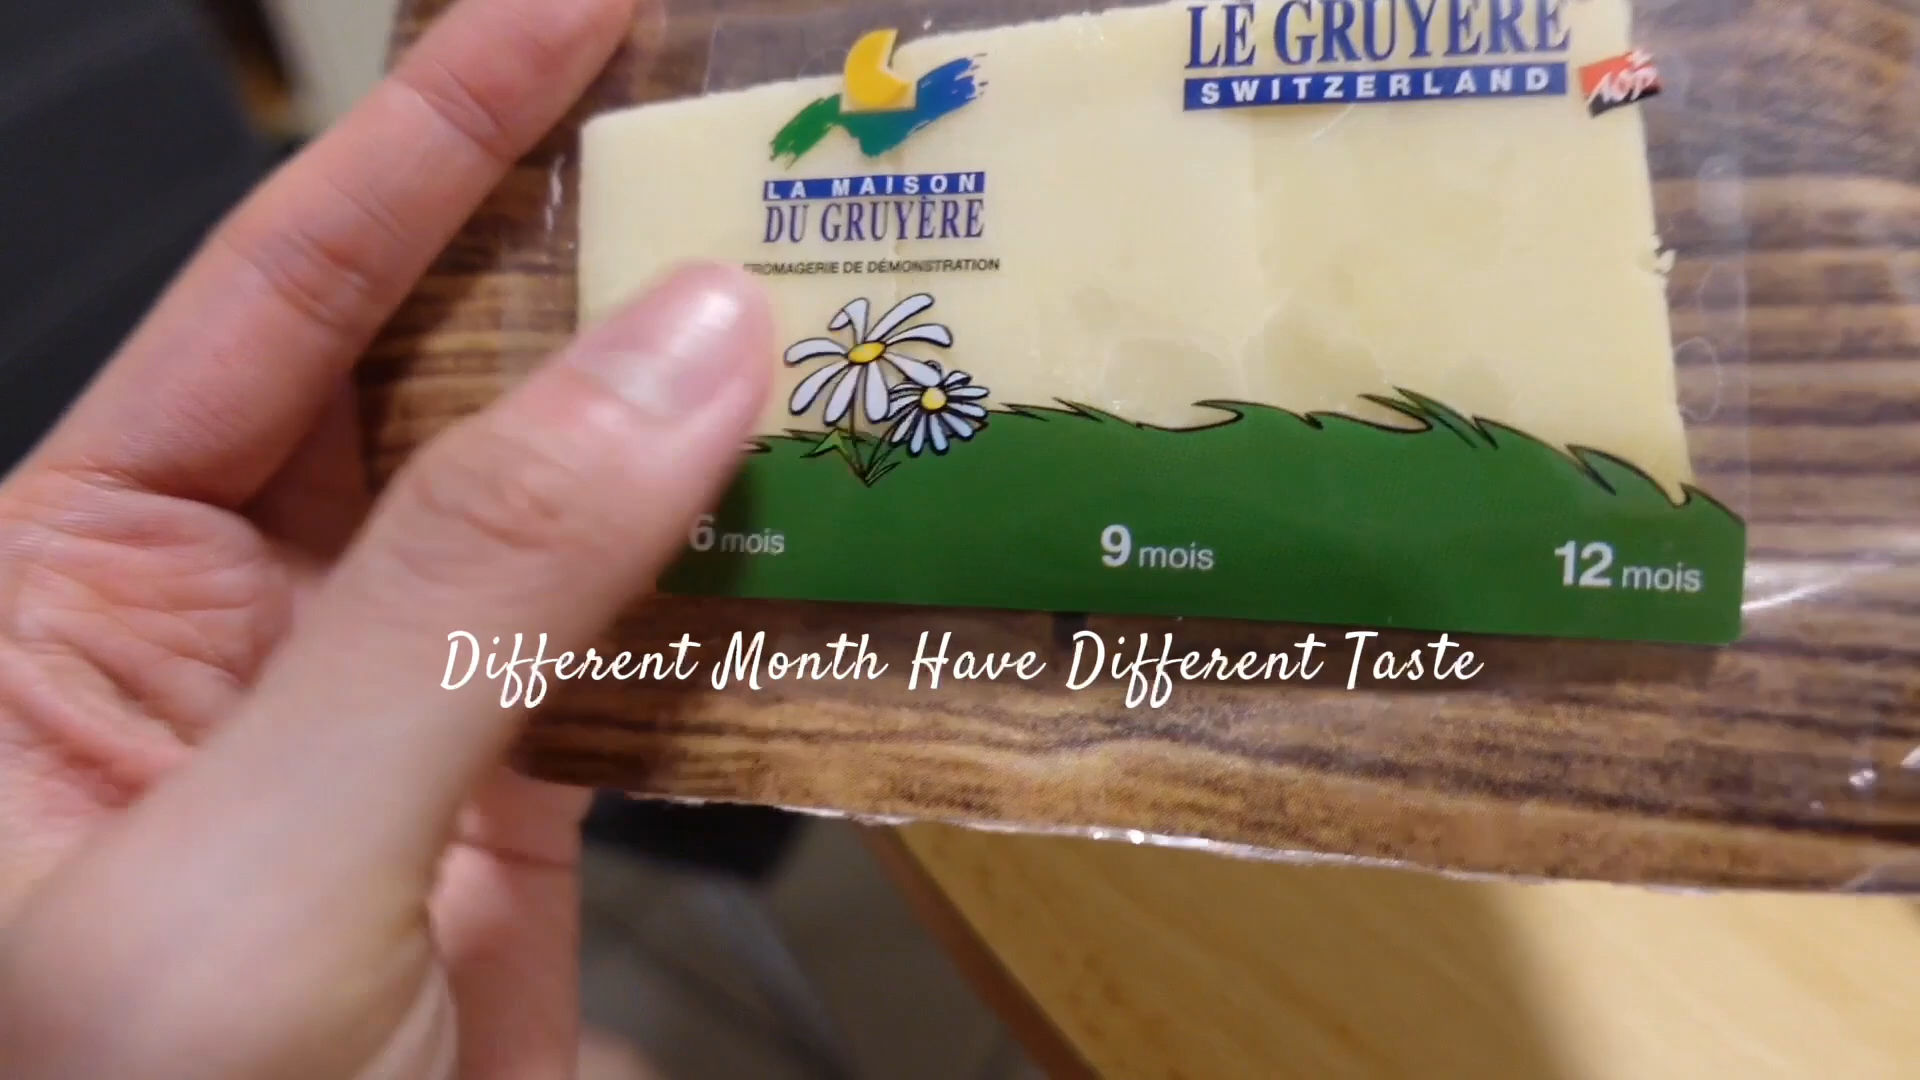 LE GRUYÈRE
SWITZERLAND
AOP
LA MAISON
DU GRUYÈRE
FROMAGERIE DE DÉMONSTRATION
6 mois
9 mois
12 mois
Different Month Have Different Taste